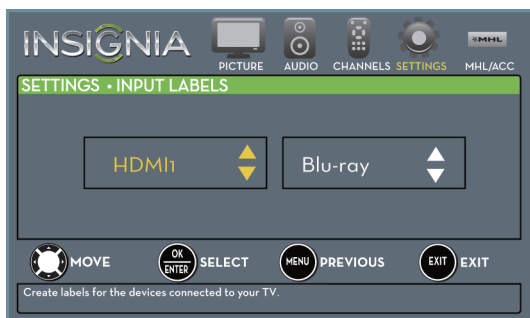 INSIGNIA
PICTURE AUDIO CHANNELS SETTINGS MHL/ACC
MHL
SETTINGS • INPUT LABELS
HDMI1 Blu-ray
MOVE OK ENTER SELECT MENU PREVIOUS EXIT EXIT
Create labels for the devices connected to your TV.